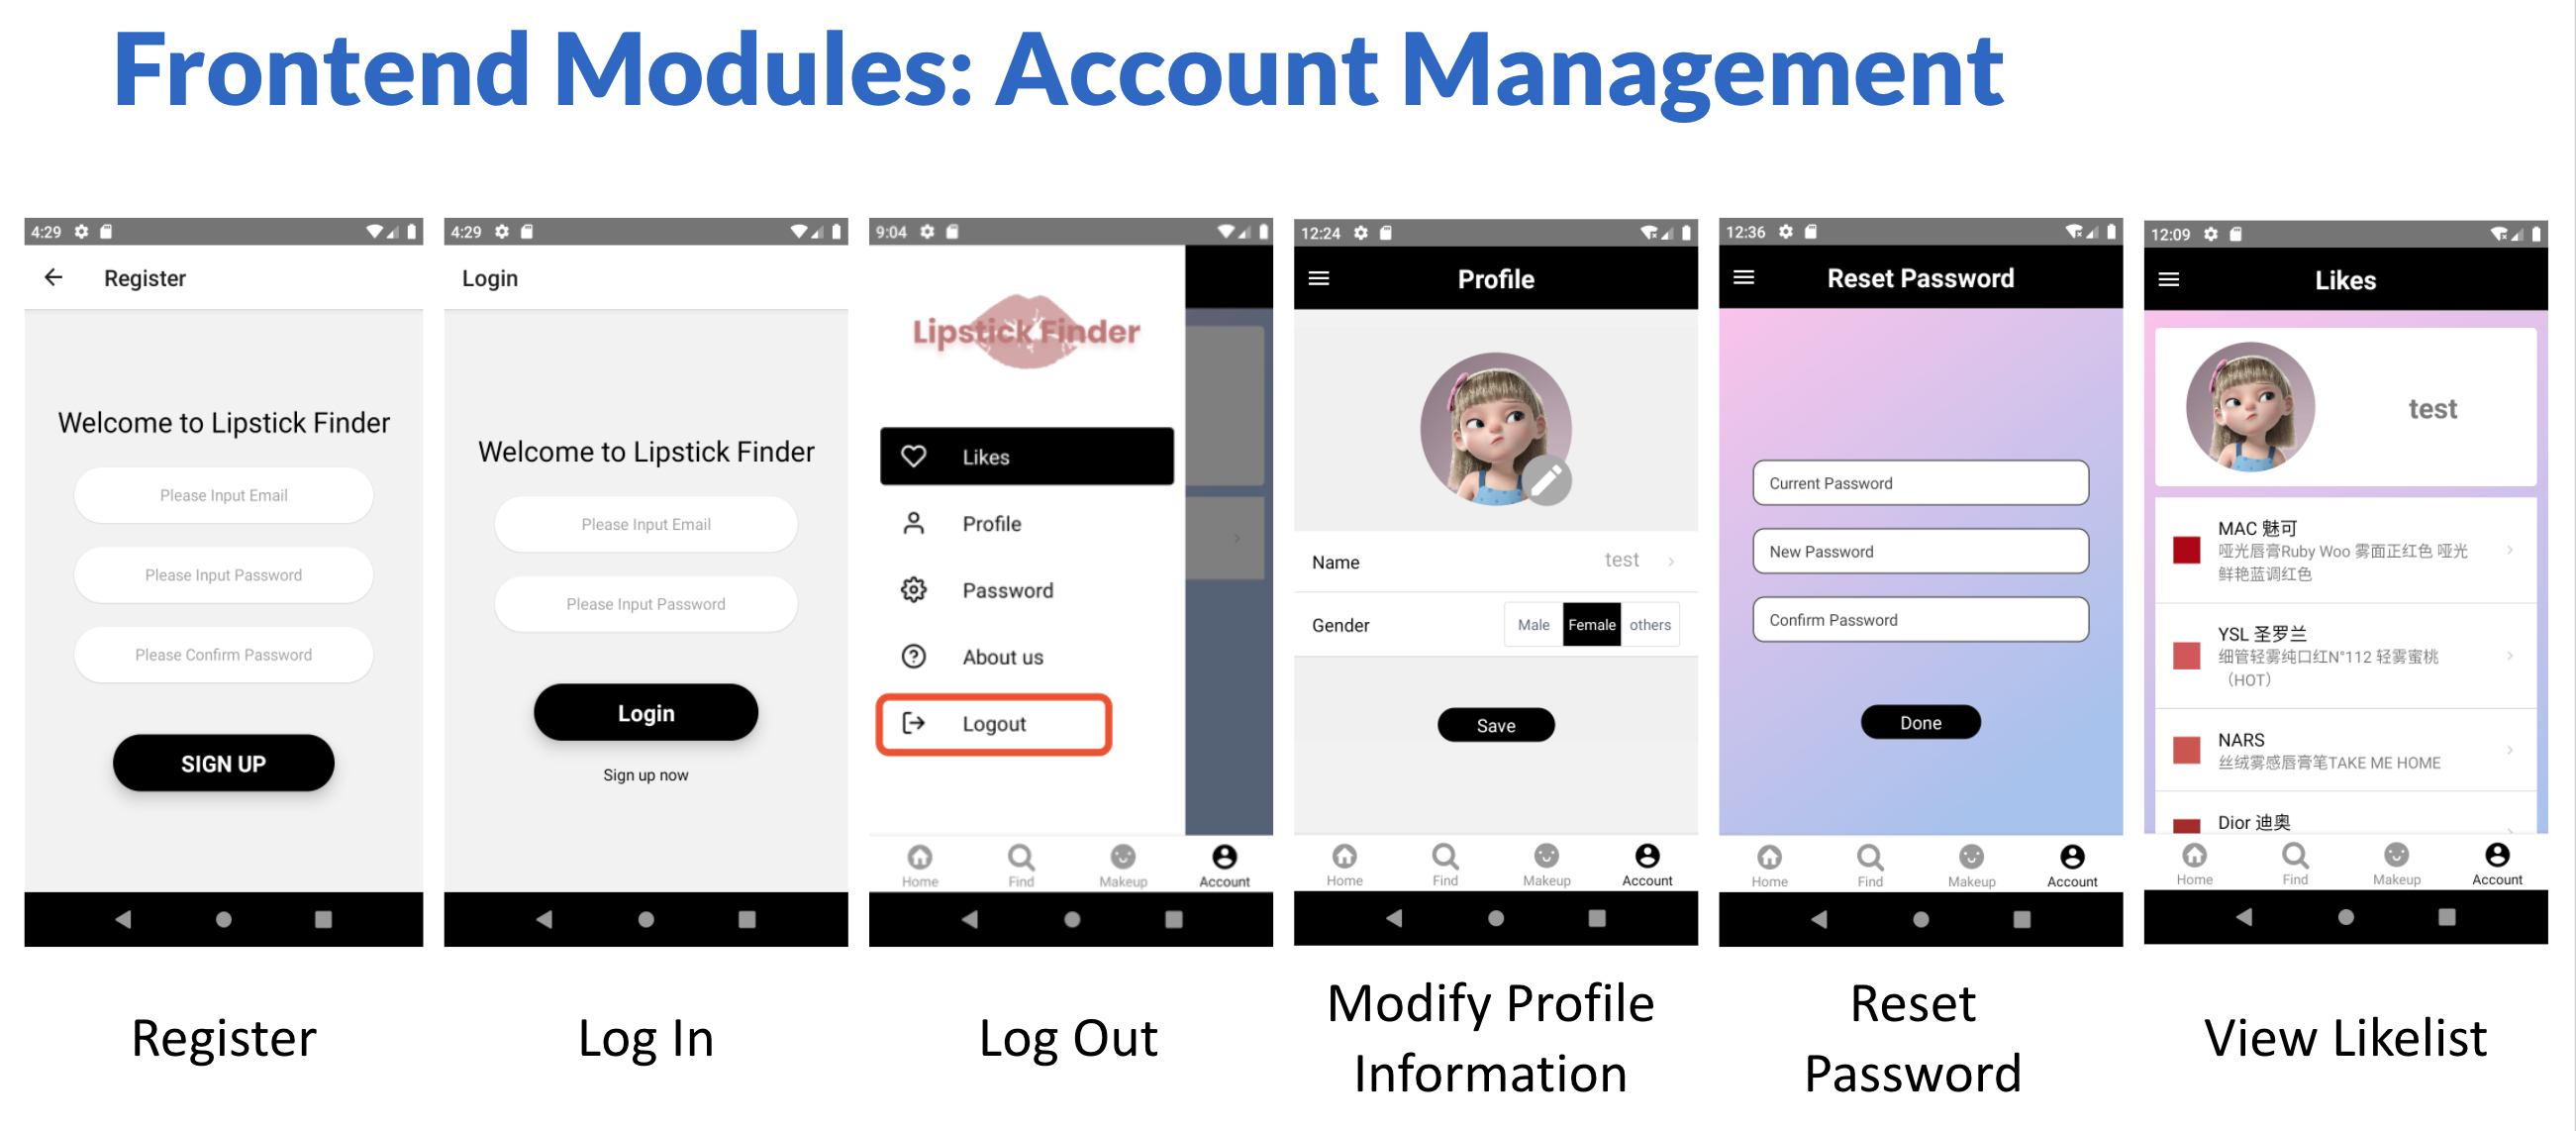 Frontend Modules: Account Management
4:29
Register
Welcome to Lipstick Finder
Please Input Email
Please Input Password
Please Confirm Password
SIGN UP
Register
4:29
Login
Welcome to Lipstick Finder
Please Input Email
Please Input Password
Login
Sign up now
Log In
9:04
Lipstick Finder
Likes
Profile
Password
About us
Logout
Home Find Makeup Account
Log Out
12:24
Profile
Name test
Gender Male Female others
Save
Home Find Makeup Account
Modify Profile
Information
12:36
Reset Password
Current Password
New Password
Confirm Password
Done
Home Find Makeup Account
Reset
Password
12:09
Likes
test
MAC 魅可
哑光唇膏Ruby Woo 雾面正红色 哑光
鲜艳蓝调红色
YSL 圣罗兰
细管轻雾纯口红N°112 轻雾蜜桃
（HOT）
NARS
丝绒雾感唇膏笔TAKE ME HOME
Dior 迪奥
Home Find Makeup Account
View Likelist